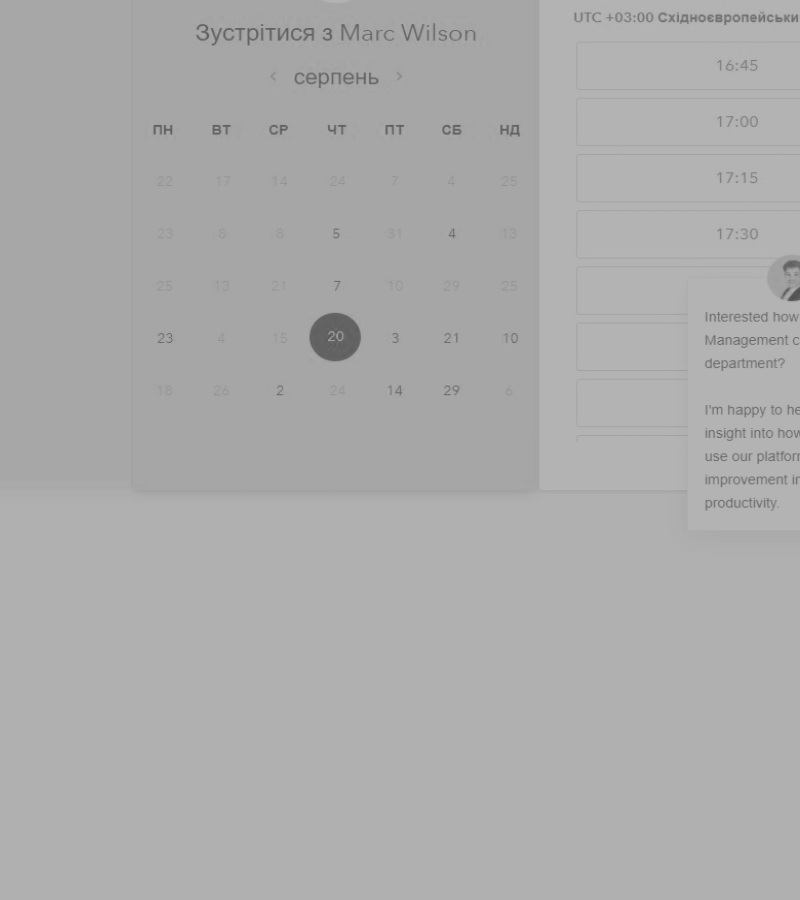 Зустрітися з Marc Wilson
серпень
ПН ВТ СР ЧТ ПТ СБ НД
22 17 14 24 7 4 25
23 8 8 5 31 4 13
25 13 21 7 10 29 25
23 4 15 20 3 21 10
18 26 2 24 14 29 6
UTC +03:00 Східноєвропейськи
16:45
17:00
17:15
17:30
Interested how
Management c
department?
I'm happy to he
insight into how
use our platforn
improvement in
productivity.